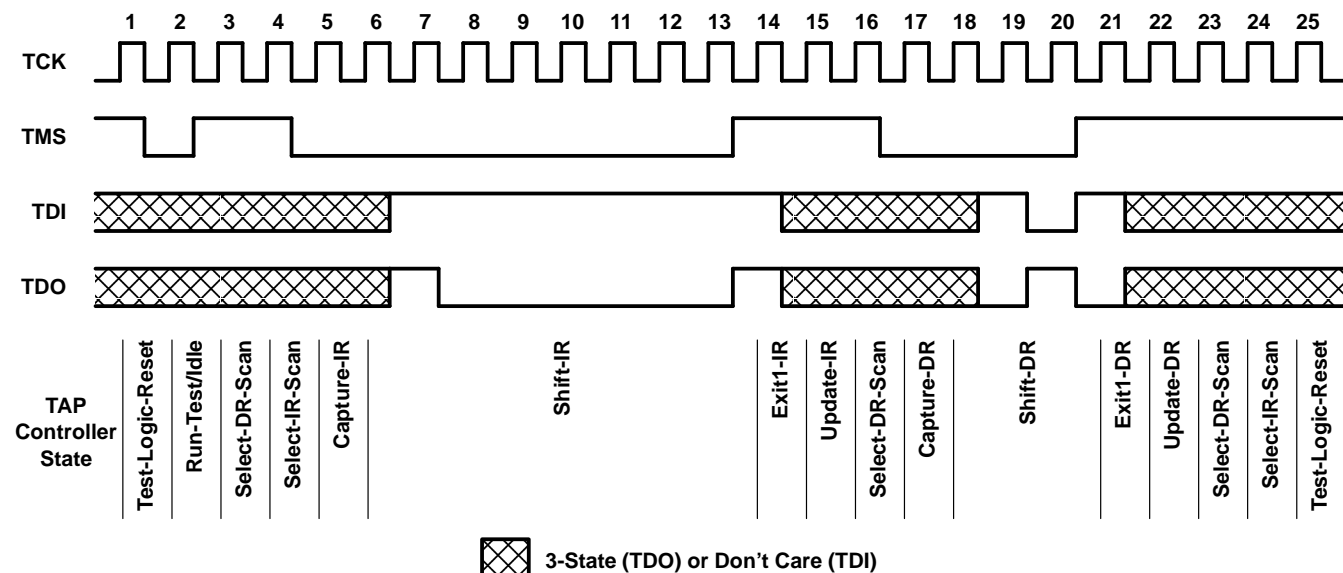 1 2 3 4 5 6 7 8 9 10 11 12 13 14 15 16 17 18 19 20 21 22 23 24 25
TCK
TMS
TDI
TDO
TAP
Controller
State
Test-Logic-Reset
Run-Test/Idle
Select-DR-Scan
Select-IR-Scan
Capture-IR
Shift-IR
Exit1-IR
Update-IR
Select-DR-Scan
Capture-DR
Shift-DR
Exit1-DR
Update-DR
Select-DR-Scan
Select-IR-Scan
Test-Logic-Reset
3-State (TDO) or Don't Care (TDI)